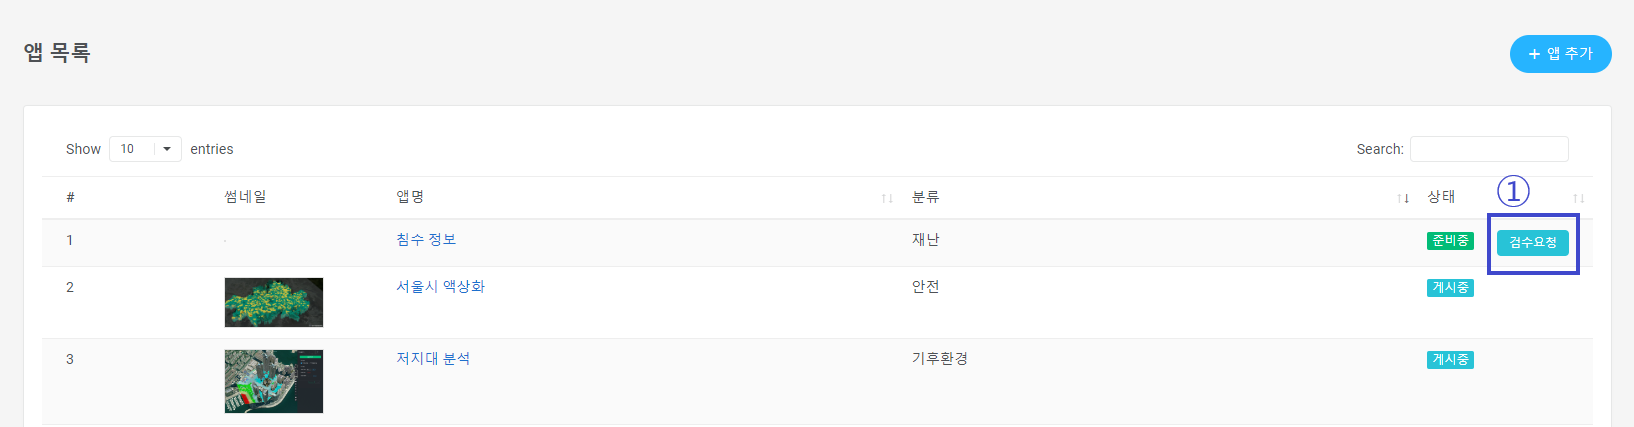 앱 목록
+ 앱 추가
Show 10 entries
Search:
# 썸네일 앱명 분류 상태 ①
1 침수 정보 재난 준비중 검수요청
2 서울시 액상화 안전 게시중
3 저지대 분석 기후환경 게시중